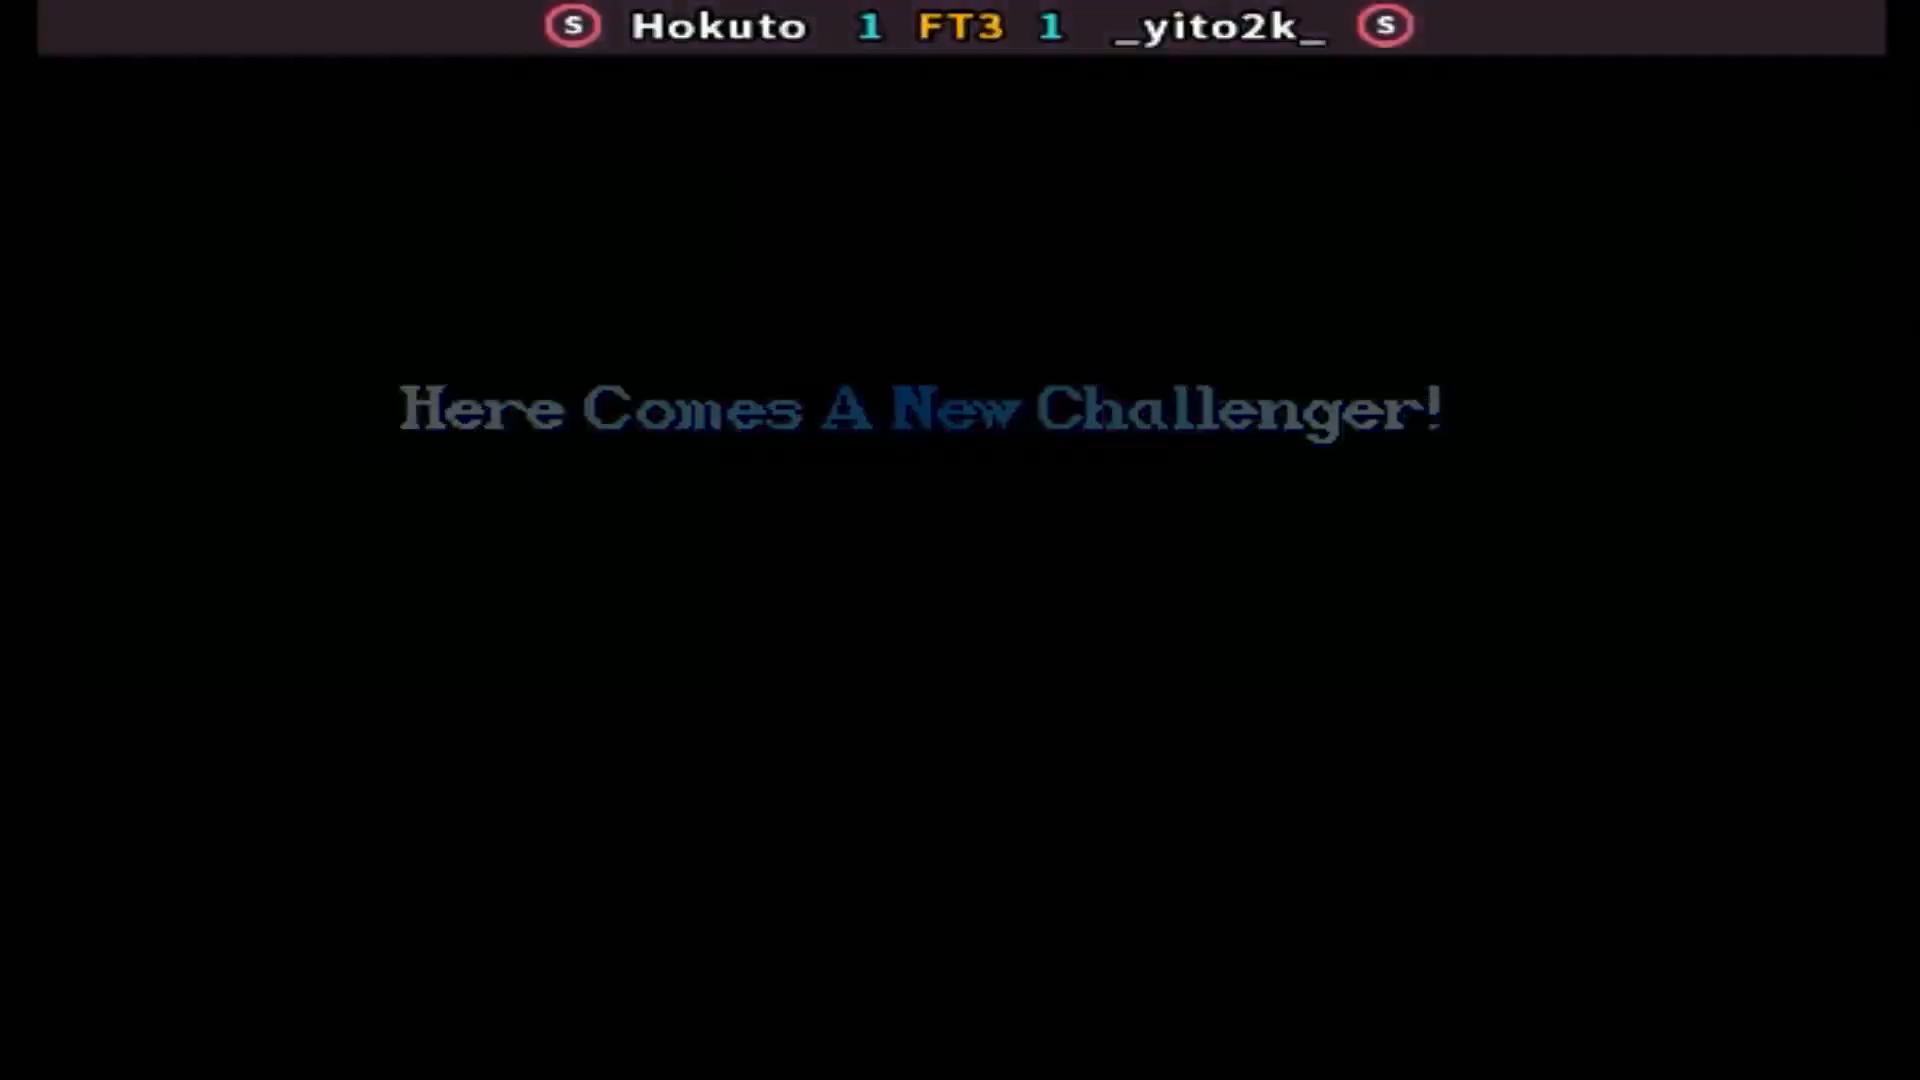 S Hokuto 1 FT3 1 _yito2k_ S
Here Comes A New Challenger!